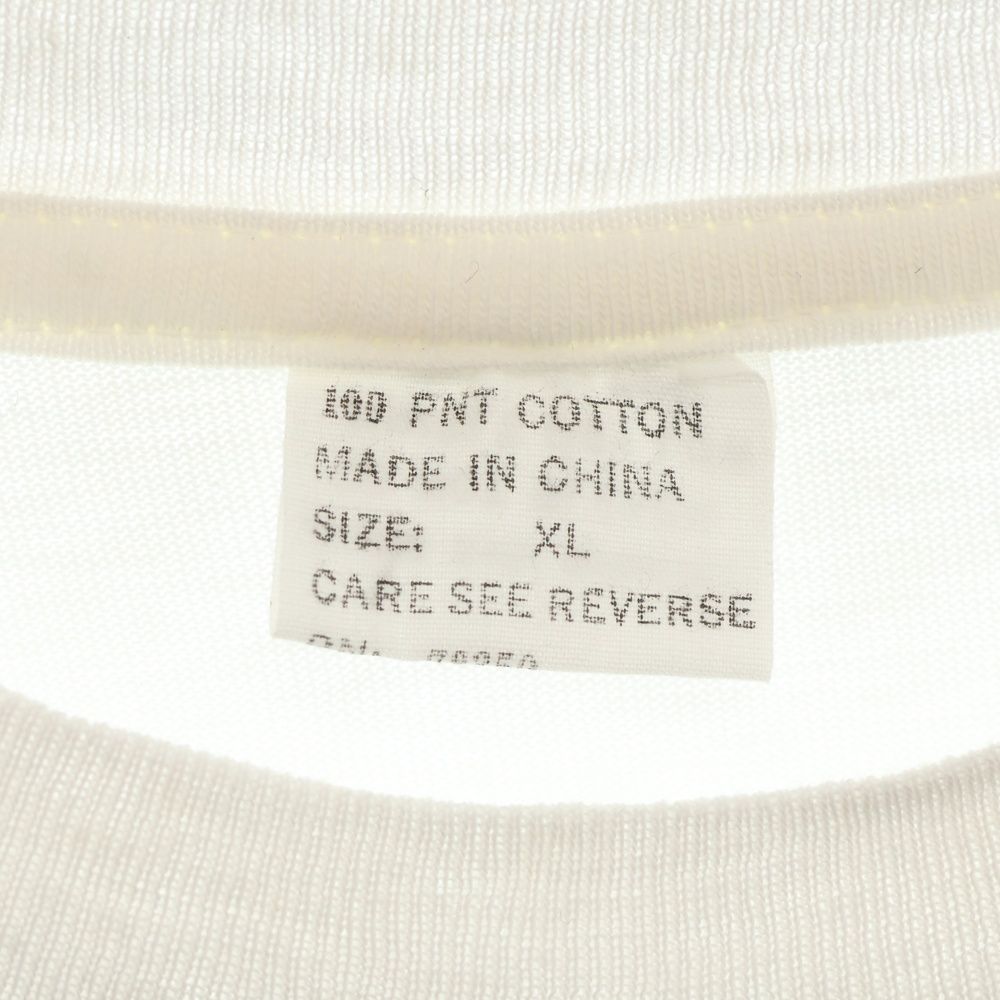 100 PNT COTTON
MADE IN CHINA
SIZE: XL
CARE SEE REVERSE